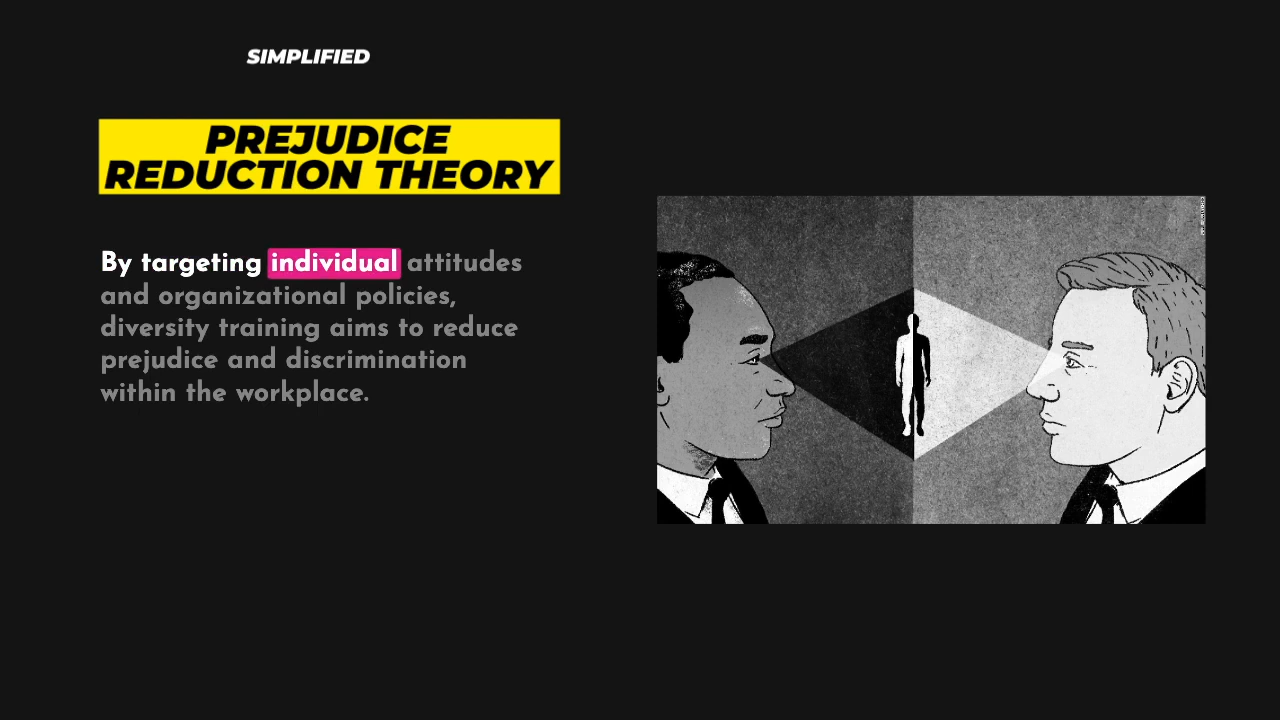 SIMPLIFIED
PREJUDICE
REDUCTION THEORY
By targeting individual attitudes
and organizational policies,
diversity training aims to reduce
prejudice and discrimination
within the workplace.